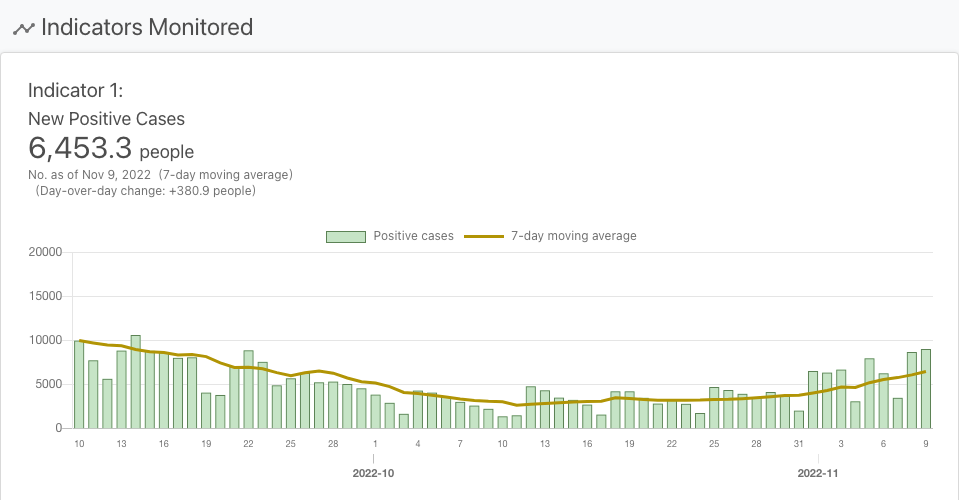 Indicators Monitored
Indicator 1:
New Positive Cases
6,453.3 people
No. as of Nov 9, 2022 (7-day moving average)
(Day-over-day change: +380.9 people)
Positive cases 7-day moving average
20000
15000
10000
5000
0
10 13 16 19 22 25 28 1 4 7 10 13 16 19 22 25 28 31 3 6 9
2022-10 2022-11